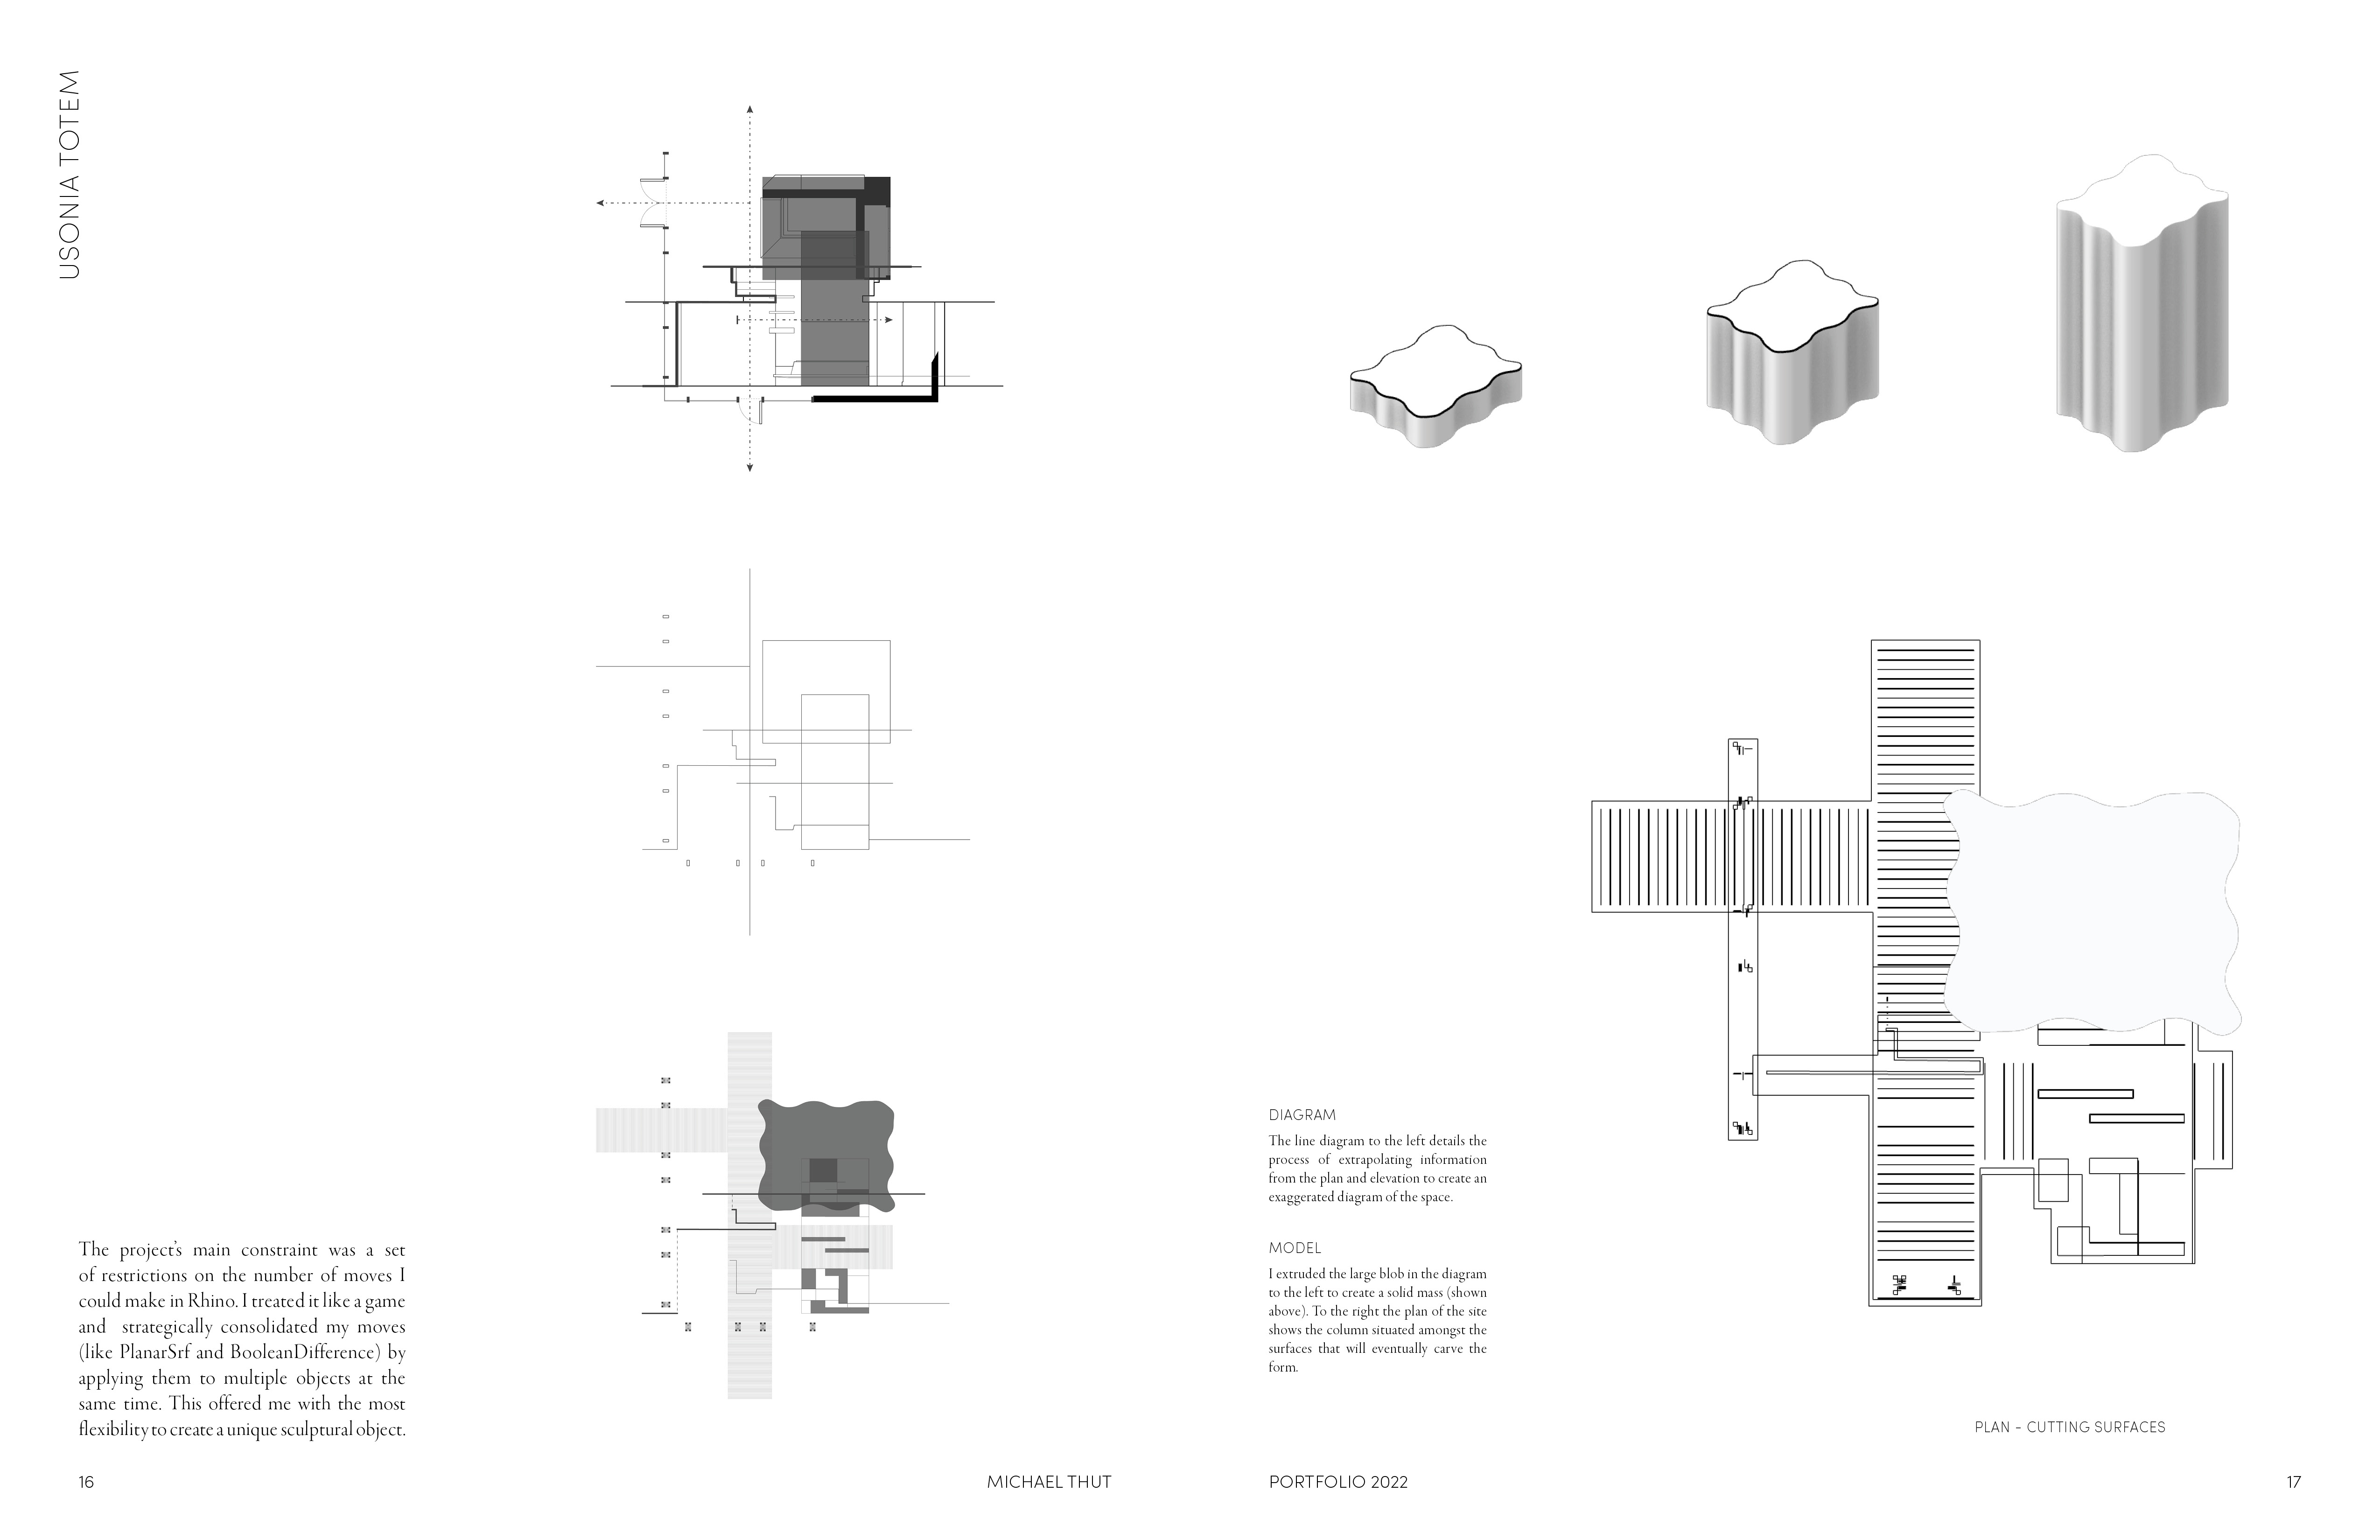 USONIA TOTEM
The project's main constraint was a set
of restrictions on the number of moves I
could make in Rhino. I treated it like a game
and strategically consolidated my moves
(like PlanarSrf and BooleanDifference) by
applying them to multiple objects at the
same time. This offered me with the most
flexibility to create a unique sculptural object.
16
MICHAEL THUT
DIAGRAM
The line diagram to the left details the
process of extrapolating information
from the plan and elevation to create an
exaggerated diagram of the space.
MODEL
I extruded the large blob in the diagram
to the left to create a solid mass (shown
above). To the right the plan of the site
shows the column situated amongst the
surfaces that will eventually carve the
form.
PLAN - CUTTING SURFACES
PORTFOLIO 2022
17